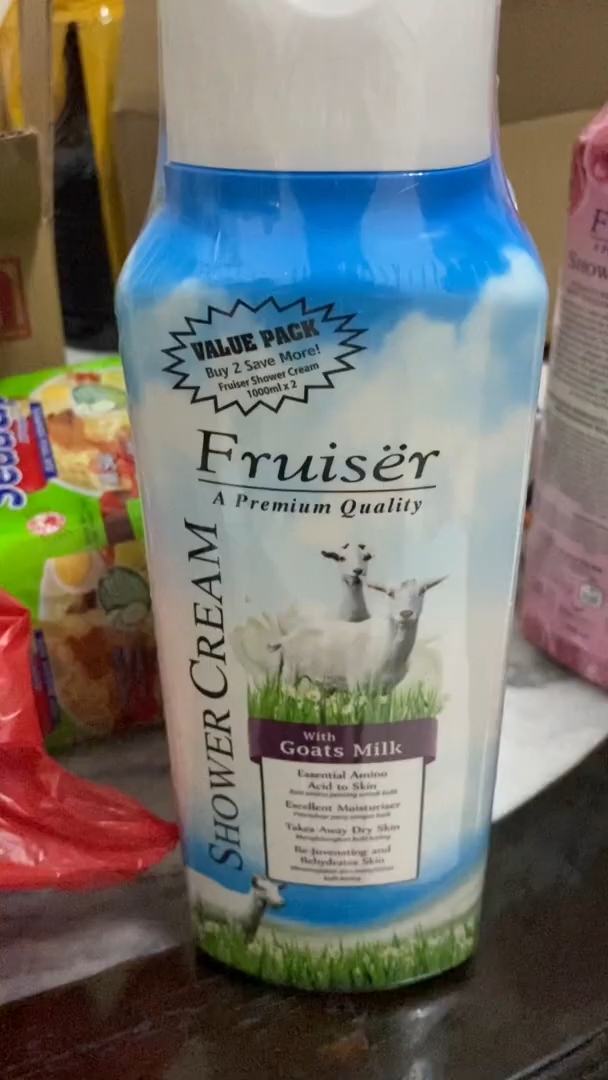 VALUE PACK
Buy 2 Save More!
Fruiser Shower Cream
1000ml x 2
Fruisër
A Premium Quality
SHOWER CREAM
With
Goats Milk
Essential Amino
Acid to Skin
Excellent Moisturiser
Takes Away Dry Skin
Re-Juvenating and
Rehydrates Skin